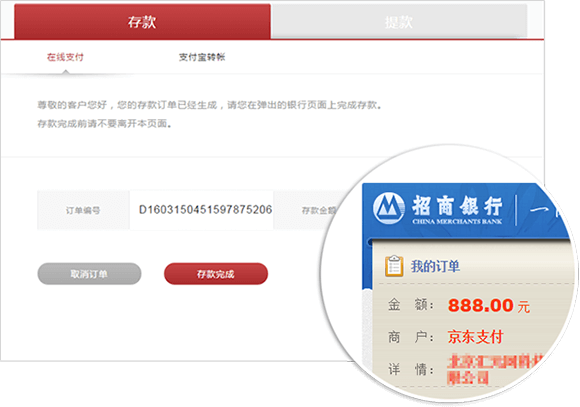 存款
提款
在线支付
支付宝转帐
尊敬的客户您好，您的存款订单已经生成，请您在弹出的银行页面上完成存款。
存款完成前请不要离开本页面。
订单编号
D1603150451597875206
存款金额
取消订单
存款完成
招商银行
CHINA MERCHANTS BANK
一
我的订单
金 額： 888.00 元
商 户： 京东支付
详 情：
限公司